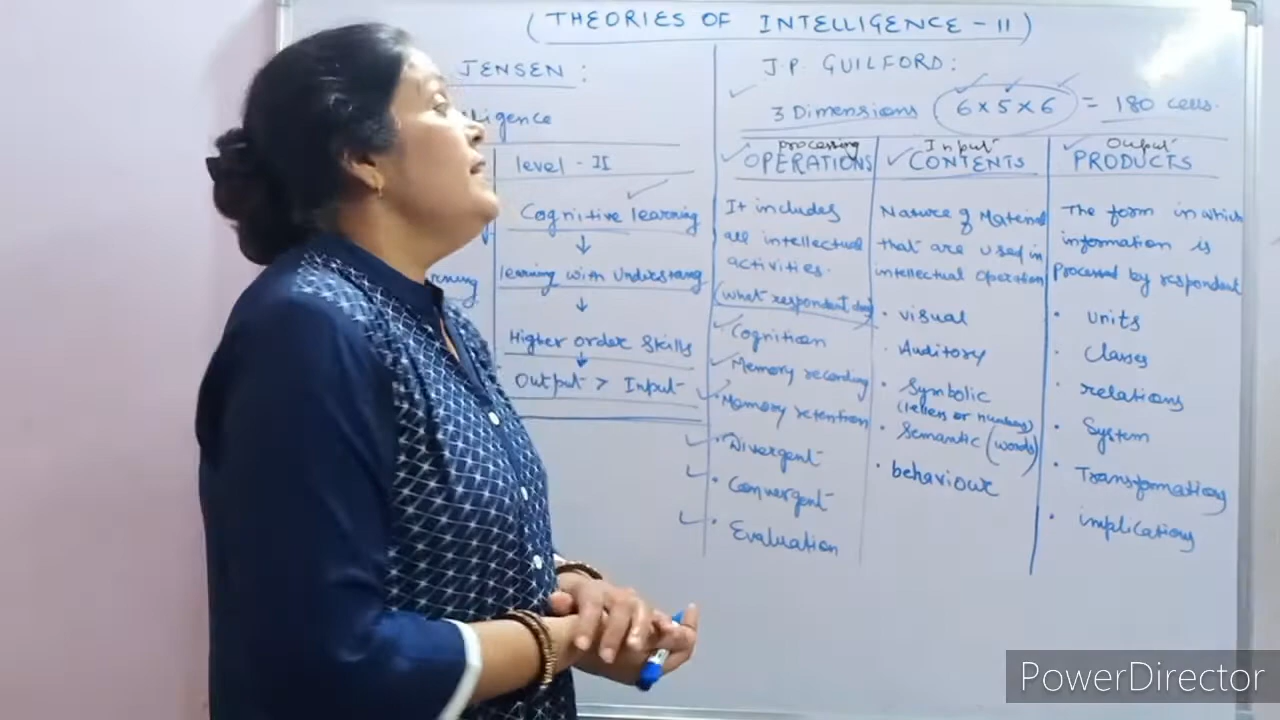 (THEORIES OF INTELLIGENCE - II)
JENSEN :
level - II
Cognitive learning
↓
learning with Understang
↓
Higher order skills
↓
Output > Input
J.P. GUILFORD :
3 Dimensions 6 x 5 x 6 = 180 cells.
processing
OPERATIONS
It includes
all intellectual
activities.
(what respondent does)
Cognition
Memory recording
• Memory retention
• Divergent
• Convergent
• Evaluation
Input
CONTENTS
Nature of Material
that are used in
intellectual operation
• visual
• Auditory
• Symbolic
(letters or numbers)
• Semantic (words)
• behaviour
Output
PRODUCTS
The form in which
information is
processed by respondent
• units
• Classes
• relations
• System
• Transformations
• implications
PowerDirector